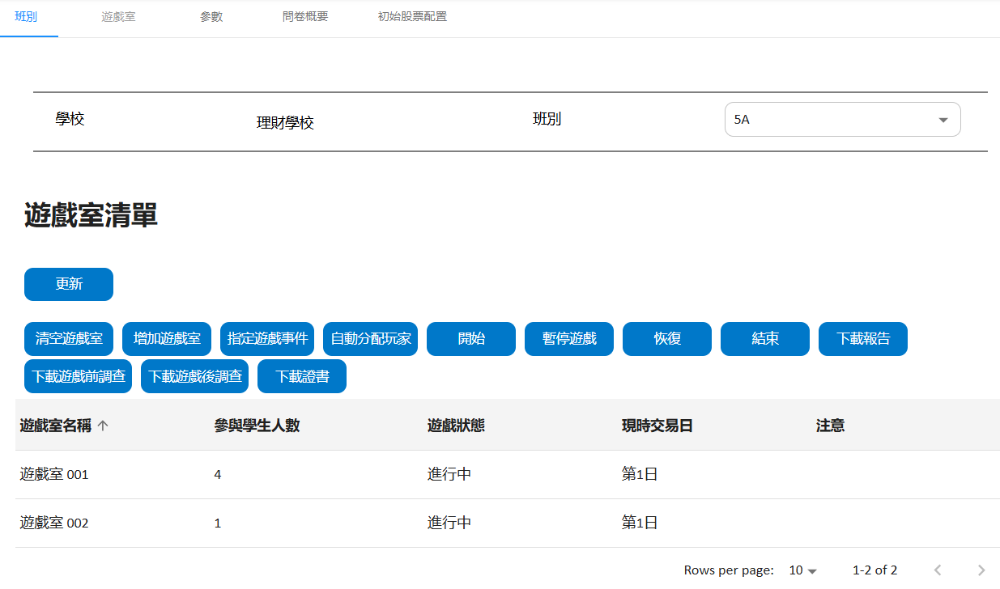 班別 遊戲室 參數 問卷概要 初始股票配置
學校 理財學校 班別 5A
遊戲室清單
更新
清空遊戲室 增加遊戲室 指定遊戲事件 自動分配玩家 開始 暫停遊戲 恢復 結束 下載報告
下載遊戲前調查 下載遊戲後調查 下載證書
遊戲室名稱 參與學生人數 遊戲狀態 現時交易日 注意
遊戲室 001 4 進行中 第1日
遊戲室 002 1 進行中 第1日
Rows per page: 10 1-2 of 2